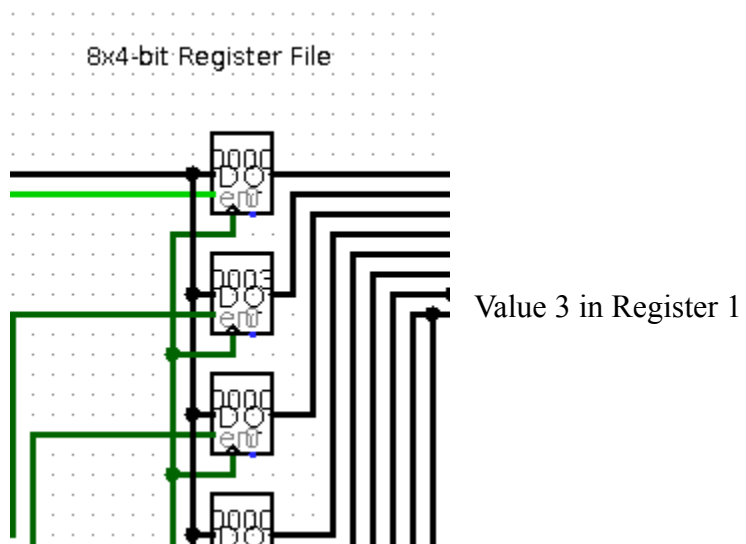 8x4-bit Register File
0000
D Q
en
0003
D Q
en
Value 3 in Register 1
0000
D Q
en
0000
D Q